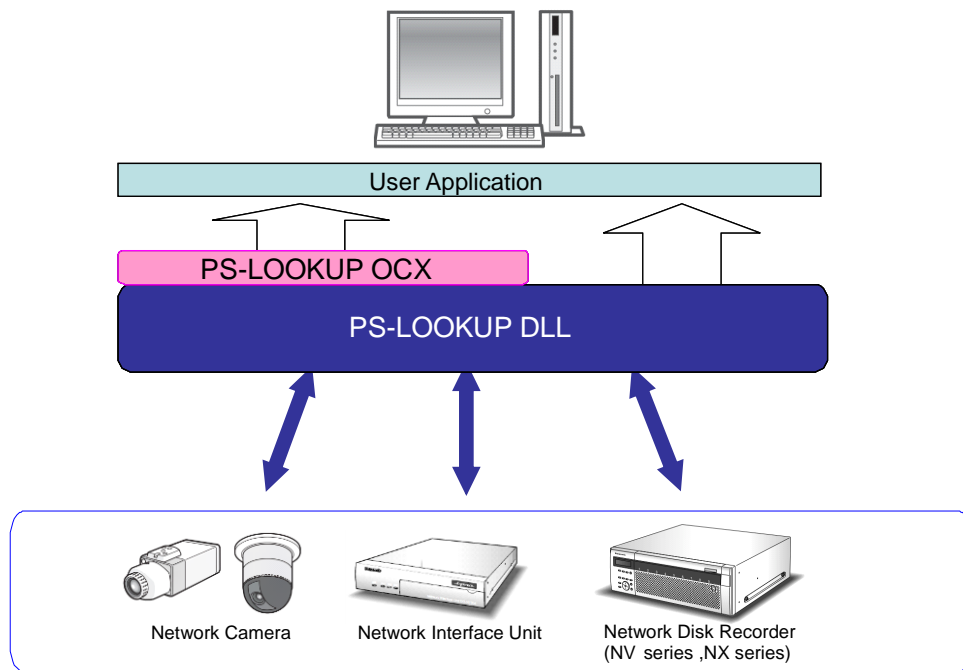 User Application
PS-LOOKUP OCX
PS-LOOKUP DLL
Network Camera
Network Interface Unit
Network Disk Recorder
(NV series ,NX series)